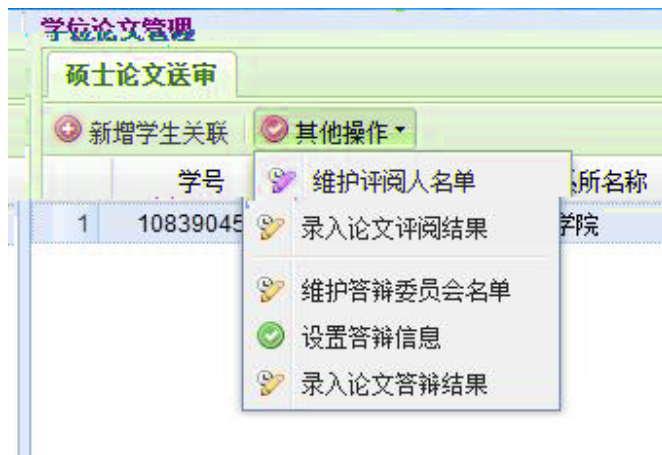 学位论文管理
硕士论文送审
新增学生关联 其他操作
学号 所名称
维护评阅人名单
1 10839045 学院
录入论文评阅结果
维护答辩委员会名单
设置答辩信息
录入论文答辩结果